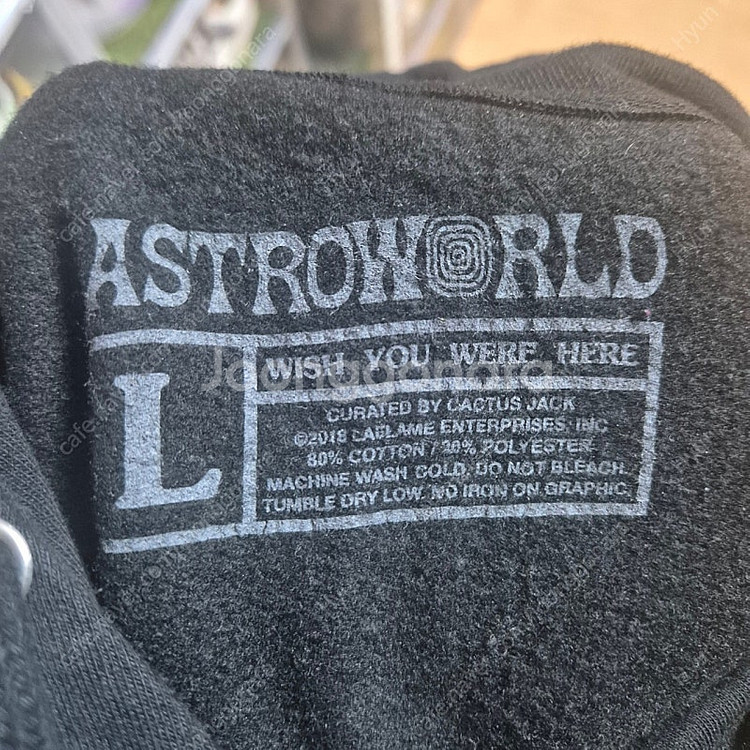 ASTROWORLD
L
WISH YOU WERE HERE
CURATED BY CACTUS JACK
©2018 LAFLAME ENTERPRISES, INC
80% COTTON / 20% POLYESTER
MACHINE WASH COLD. DO NOT BLEACH.
TUMBLE DRY LOW. NO IRON ON GRAPHIC.
Joonggonara